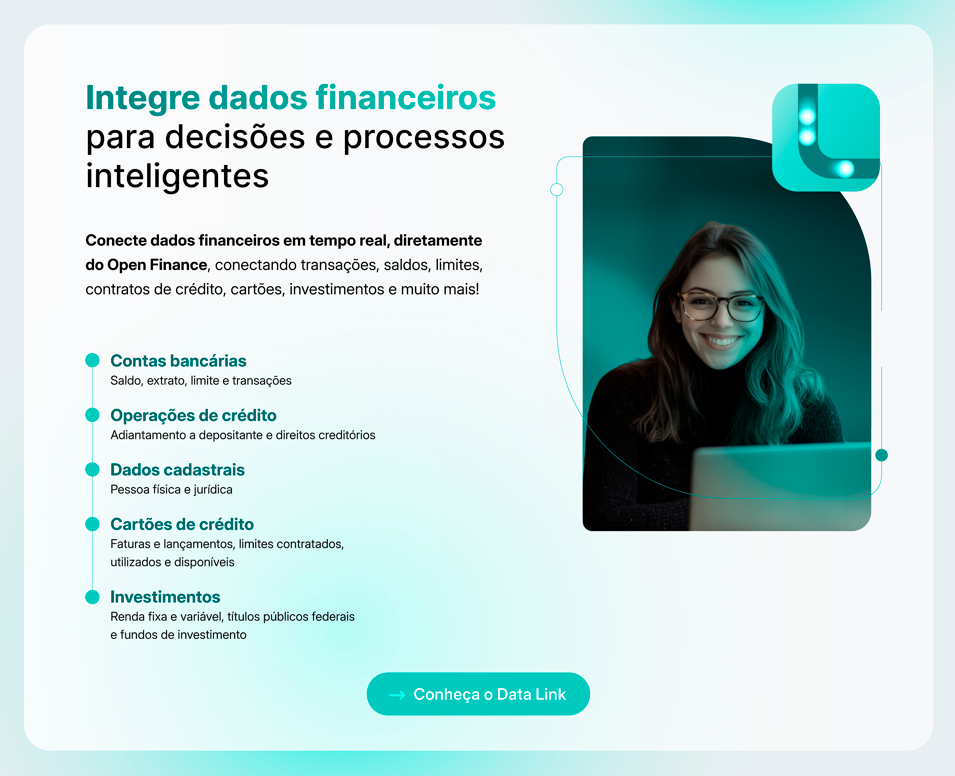 Integre dados financeiros
para decisões e processos
inteligentes
Conecte dados financeiros em tempo real, diretamente
do Open Finance, conectando transações, saldos, limites,
contratos de crédito, cartões, investimentos e muito mais!
Contas bancárias
Saldo, extrato, limite e transações
Operações de crédito
Adiantamento a depositante e direitos creditórios
Dados cadastrais
Pessoa física e jurídica
Cartões de crédito
Faturas e lançamentos, limites contratados,
utilizados e disponíveis
Investimentos
Renda fixa e variável, títulos públicos federais
e fundos de investimento
→ Conheça o Data Link